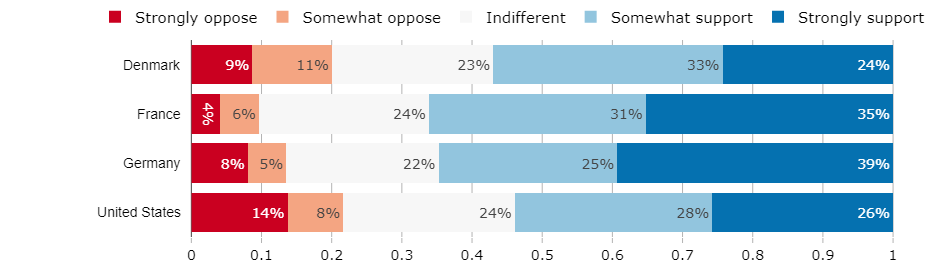 Strongly oppose Somewhat oppose Indifferent Somewhat support Strongly support
Denmark 9% 11% 23% 33% 24%
France 4% 6% 24% 31% 35%
Germany 8% 5% 22% 25% 39%
United States 14% 8% 24% 28% 26%
0 0.1 0.2 0.3 0.4 0.5 0.6 0.7 0.8 0.9 1